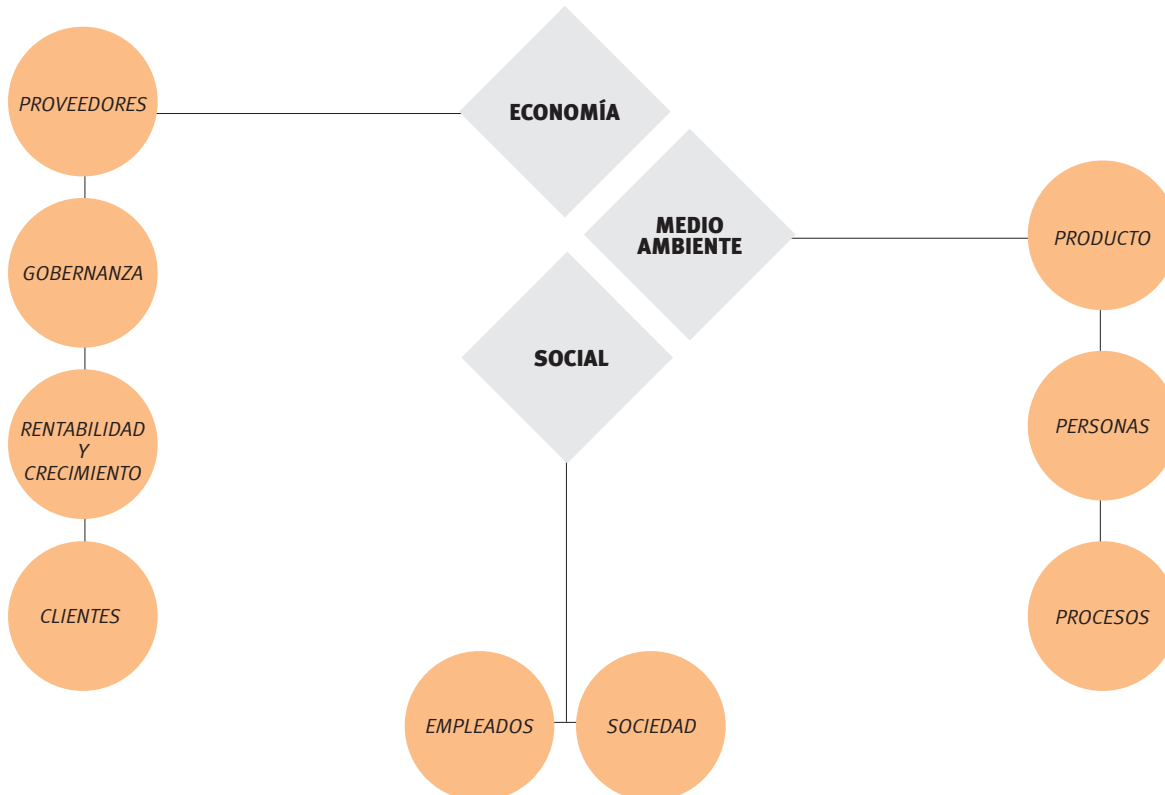 ECONOMÍA
PROVEEDORES
GOBERNANZA
RENTABILIDAD
Y
CRECIMIENTO
CLIENTES
MEDIO
AMBIENTE
PRODUCTO
PERSONAS
PROCESOS
SOCIAL
EMPLEADOS
SOCIEDAD